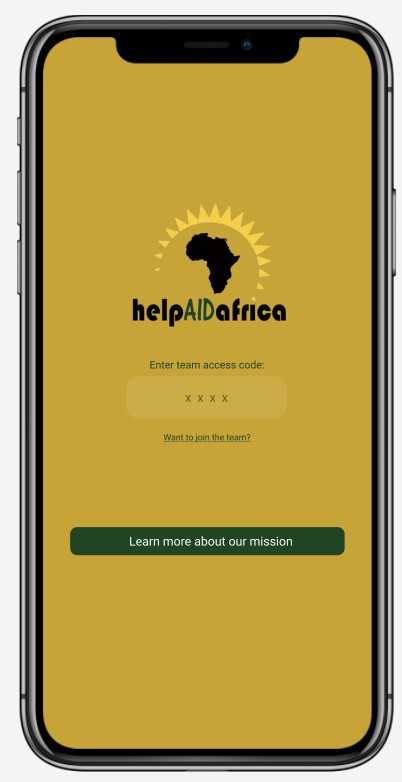 helpAIDafrica
Enter team access code:
X X X X
Want to join the team?
Learn more about our mission